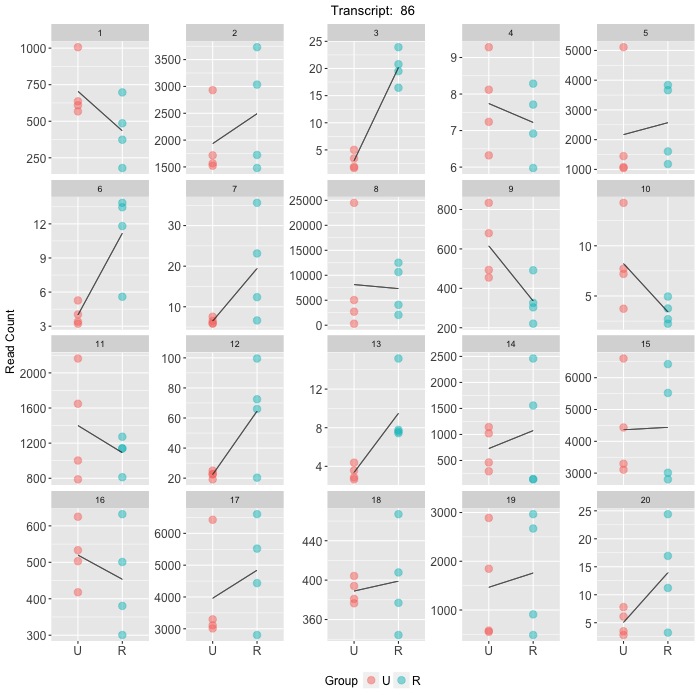 Transcript: 86
1 2 3 4 5
1000 750 500 250
3500 3000 2500 2000 1500
25 20 15 10 5
9 8 7 6
5000 4000 3000 2000 1000
6 7 8 9 10
12 9 6 3
30 20 10
25000 20000 15000 10000 5000 0
800 600 400 200
10 5
Read Count
11 12 13 14 15
2000 1600 1200 800
100 80 60 40 20
12 8 4
2500 2000 1500 1000 500 0
6000 5000 4000 3000
16 17 18 19 20
600 500 400 300
6000 5000 4000 3000
440 400 360
3000 2000 1000
25 20 15 10 5
U R U R U R U R U R
Group U R